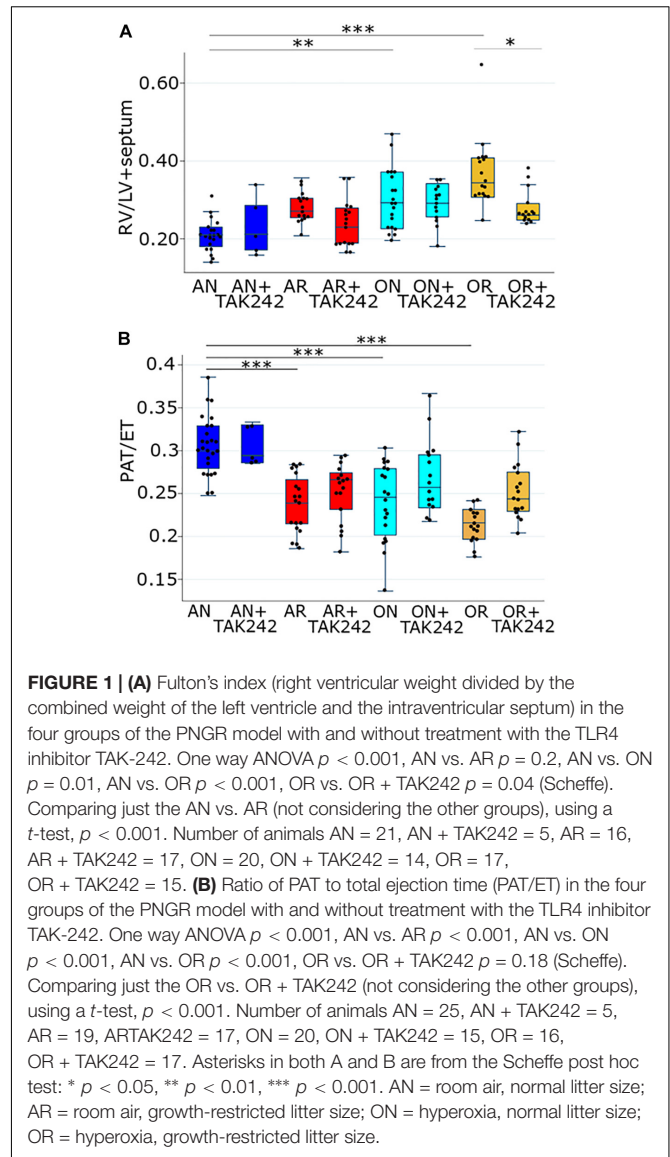 A
***
**
*
0.60
0.40
0.20
RV/LV+septum
AN AN+ AR AR+ ON ON+ OR OR+
TAK242 TAK242 TAK242 TAK242
B
***
***
***
0.4
0.35
0.3
0.25
0.2
0.15
PAT/ET
AN AN+ AR AR+ ON ON+ OR OR+
TAK242 TAK242 TAK242 TAK242
FIGURE 1 | (A) Fulton's index (right ventricular weight divided by the
combined weight of the left ventricle and the intraventricular septum) in the
four groups of the PNGR model with and without treatment with the TLR4
inhibitor TAK-242. One way ANOVA p < 0.001, AN vs. AR p = 0.2, AN vs. ON
p = 0.01, AN vs. OR p < 0.001, OR vs. OR + TAK242 p = 0.04 (Scheffe).
Comparing just the AN vs. AR (not considering the other groups), using a
t-test, p < 0.001. Number of animals AN = 21, AN + TAK242 = 5, AR = 16,
AR + TAK242 = 17, ON = 20, ON + TAK242 = 14, OR = 17,
OR + TAK242 = 15. (B) Ratio of PAT to total ejection time (PAT/ET) in the four
groups of the PNGR model with and without treatment with the TLR4 inhibitor
TAK-242. One way ANOVA p < 0.001, AN vs. AR p < 0.001, AN vs. ON
p < 0.001, AN vs. OR p < 0.001, OR vs. OR + TAK242 p = 0.18 (Scheffe).
Comparing just the OR vs. OR + TAK242 (not considering the other groups),
using a t-test, p < 0.001. Number of animals AN = 25, AN + TAK242 = 5,
AR = 19, ARTAK242 = 17, ON = 20, ON + TAK242 = 15, OR = 16,
OR + TAK242 = 17. Asterisks in both A and B are from the Scheffe post hoc
test: * p < 0.05, ** p < 0.01, *** p < 0.001. AN = room air, normal litter size;
AR = room air, growth-restricted litter size; ON = hyperoxia, normal litter size;
OR = hyperoxia, growth-restricted litter size.